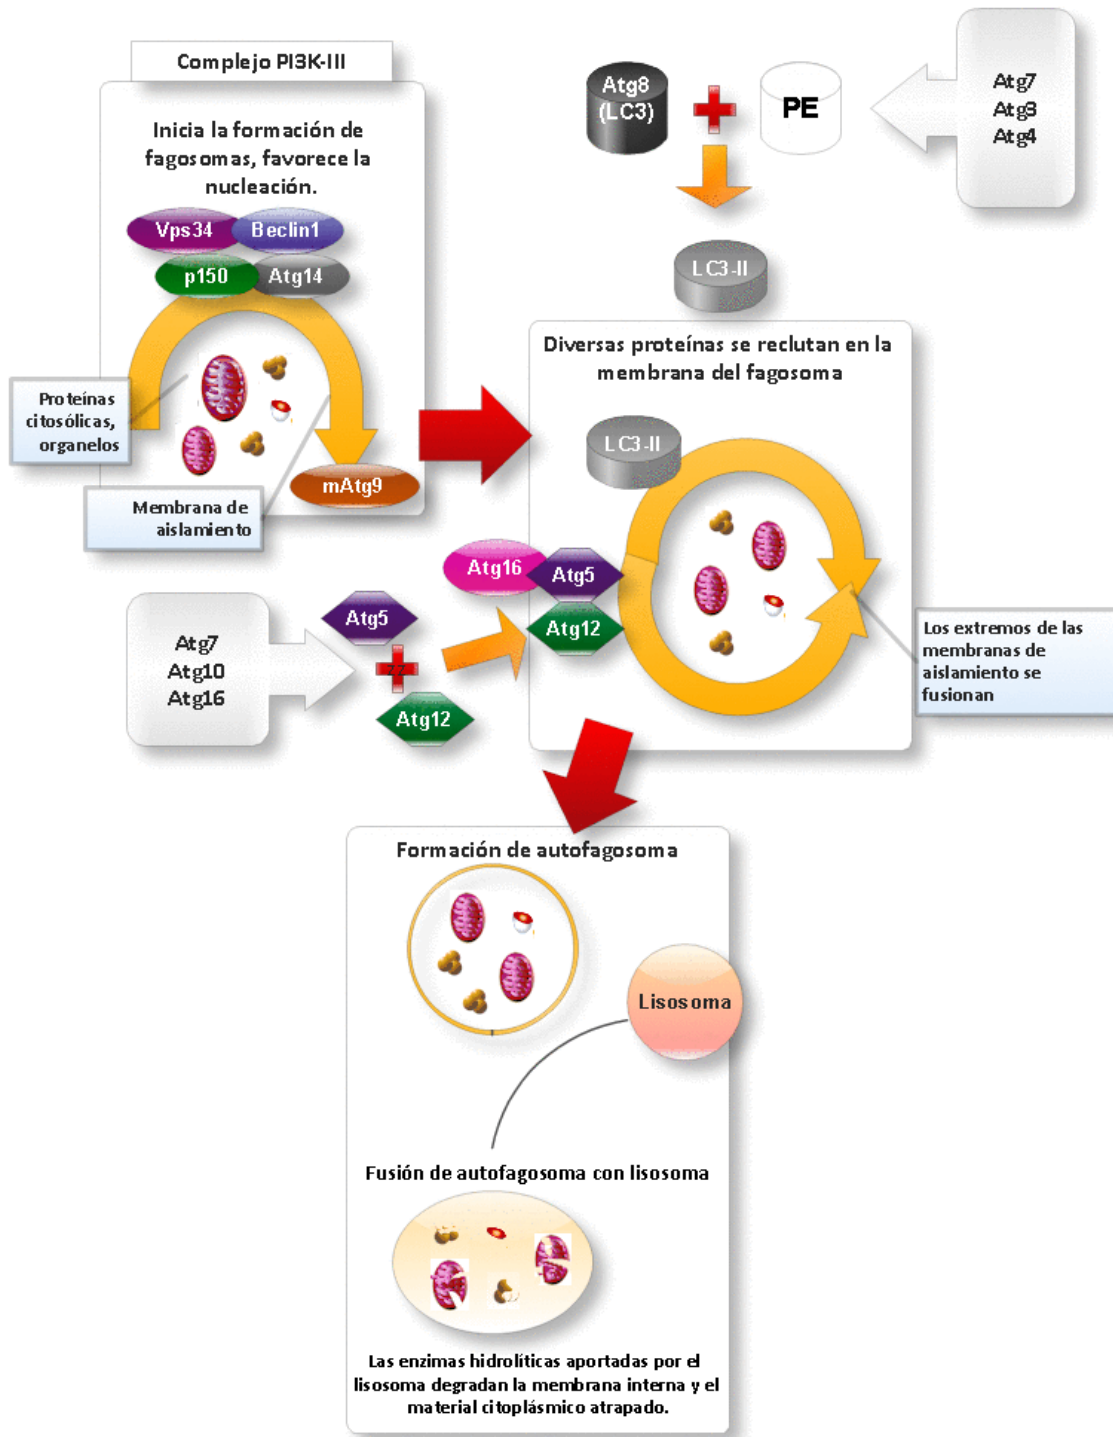 Complejo PI3K-III
Inicia la formación de
fagosomas, favorece la
nucleación.
Vps34
Beclin1
p150
Atg14
Proteínas
citosólicas,
organelos
mAtg9
Membrana de
aislamiento
Atg8
(LC3)
PE
Atg7
Atg3
Atg4
LC3-II
Diversas proteínas se reclutan en la
membrana del fagosoma
LC3-II
Atg16
Atg5
Atg12
Los extremos de las
membranas de
aislamiento se
fusionan
Atg7
Atg10
Atg16
Atg5
Atg12
Formación de autofagosoma
Lisosoma
Fusión de autofagosoma con lisosoma
Las enzimas hidrolíticas aportadas por el
lisosoma degradan la membrana interna y el
material citoplásmico atrapado.